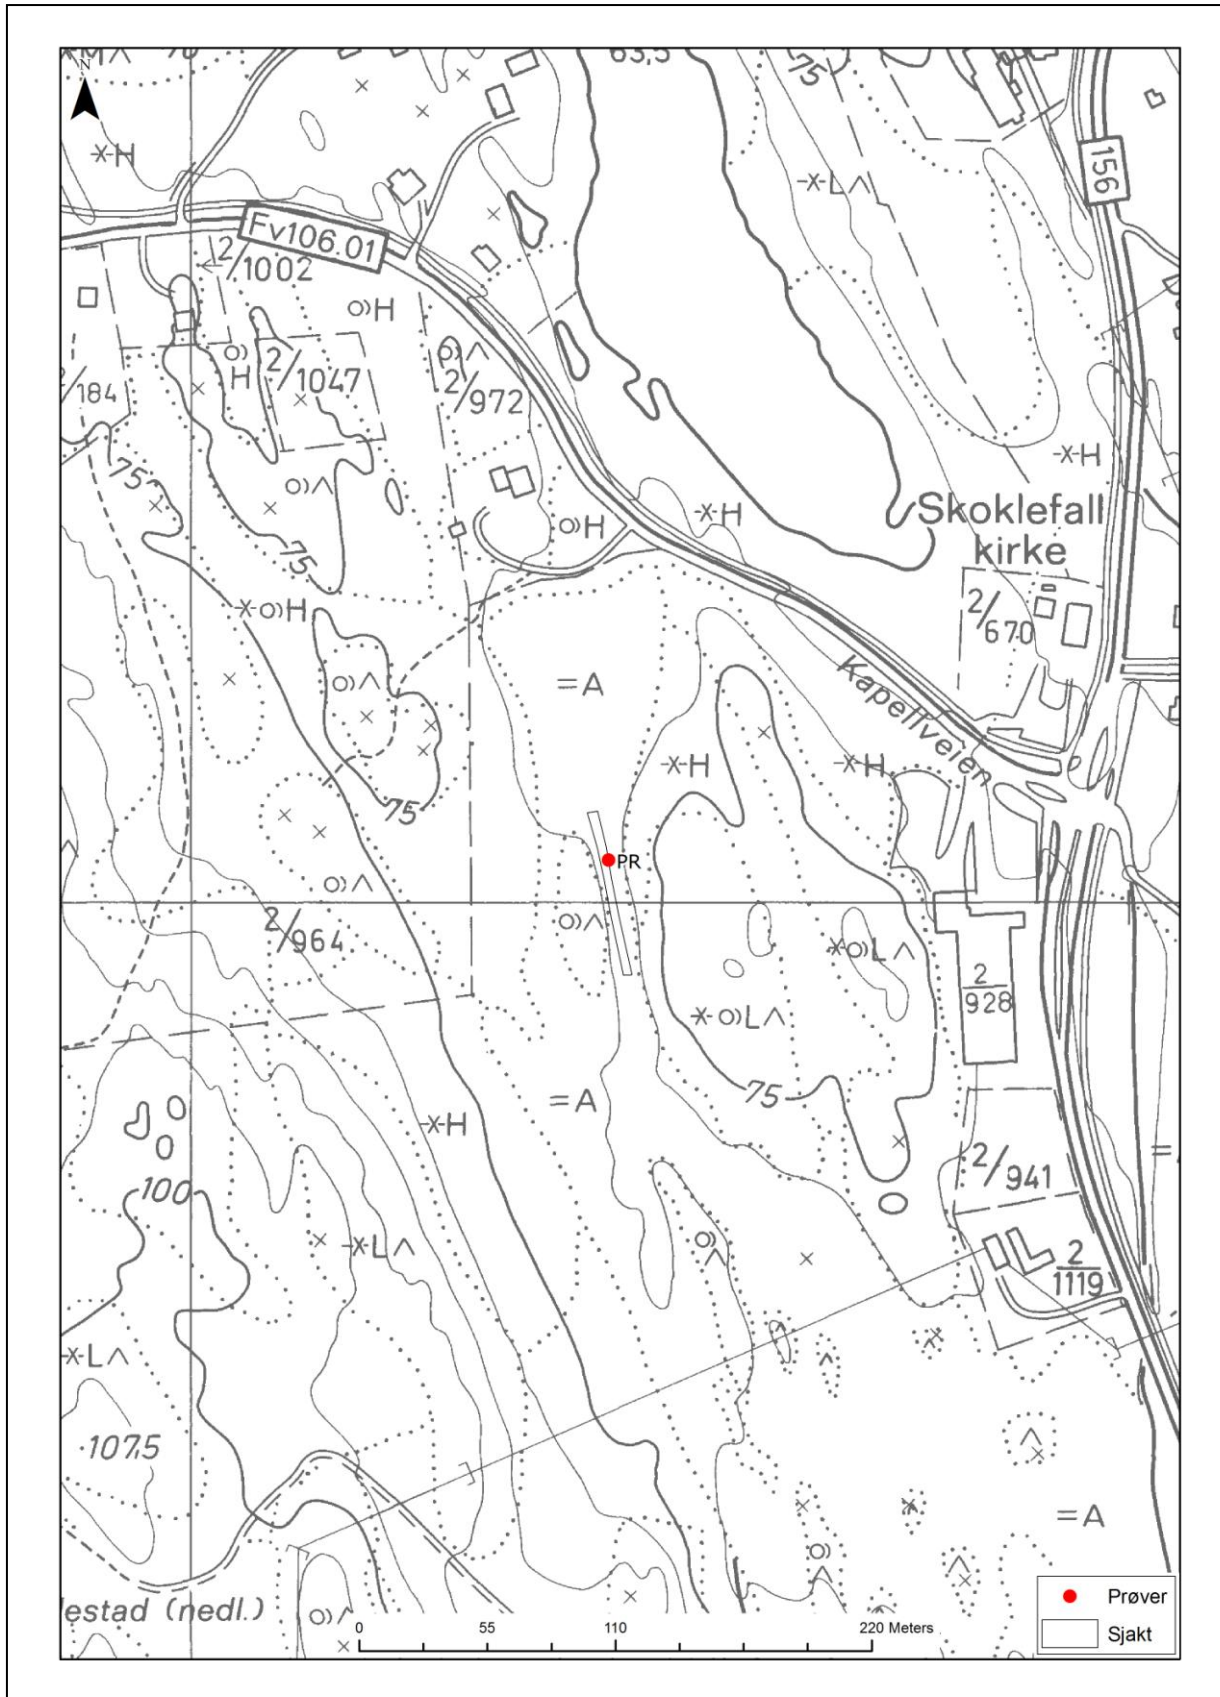 N
75
63,5
H
156
L
Fv106.01
2/1002
H
H
2/1047
2/972
2/184
H
75
Skoklefall
kirke
H
H
75
H
2/670
A
Kapellveien
H
H
75
PR
2/964
L
2
928
L
A
75
H
2/941
100
L
2
1119
L
107,5
A
lestad (nedl.)
0 55 110 220 Meters
Prøver
Sjakt